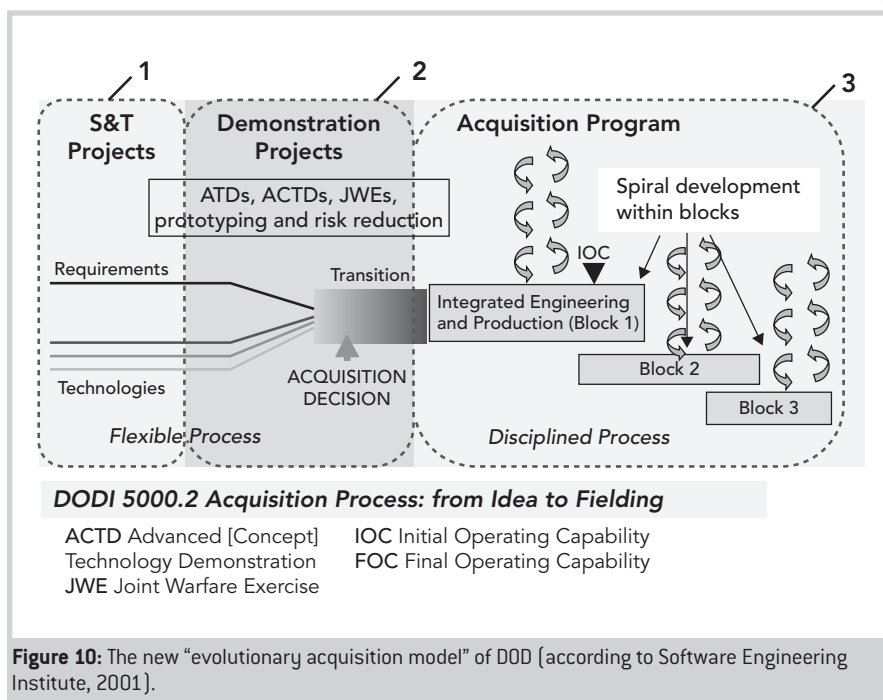 1
2
3
S&T
Projects
Demonstration
Projects
Acquisition Program
ATDs, ACTDs, JWEs,
prototyping and risk reduction
Spiral development
within blocks
Requirements
Transition
IOC
Integrated Engineering
and Production (Block 1)
Technologies
ACQUISITION
DECISION
Block 2
Block 3
Flexible Process
Disciplined Process
DODI 5000.2 Acquisition Process: from Idea to Fielding
ACTD Advanced [Concept]
Technology Demonstration
JWE Joint Warfare Exercise
IOC Initial Operating Capability
FOC Final Operating Capability
Figure 10: The new “evolutionary acquisition model” of DOD (according to Software Engineering
Institute, 2001).